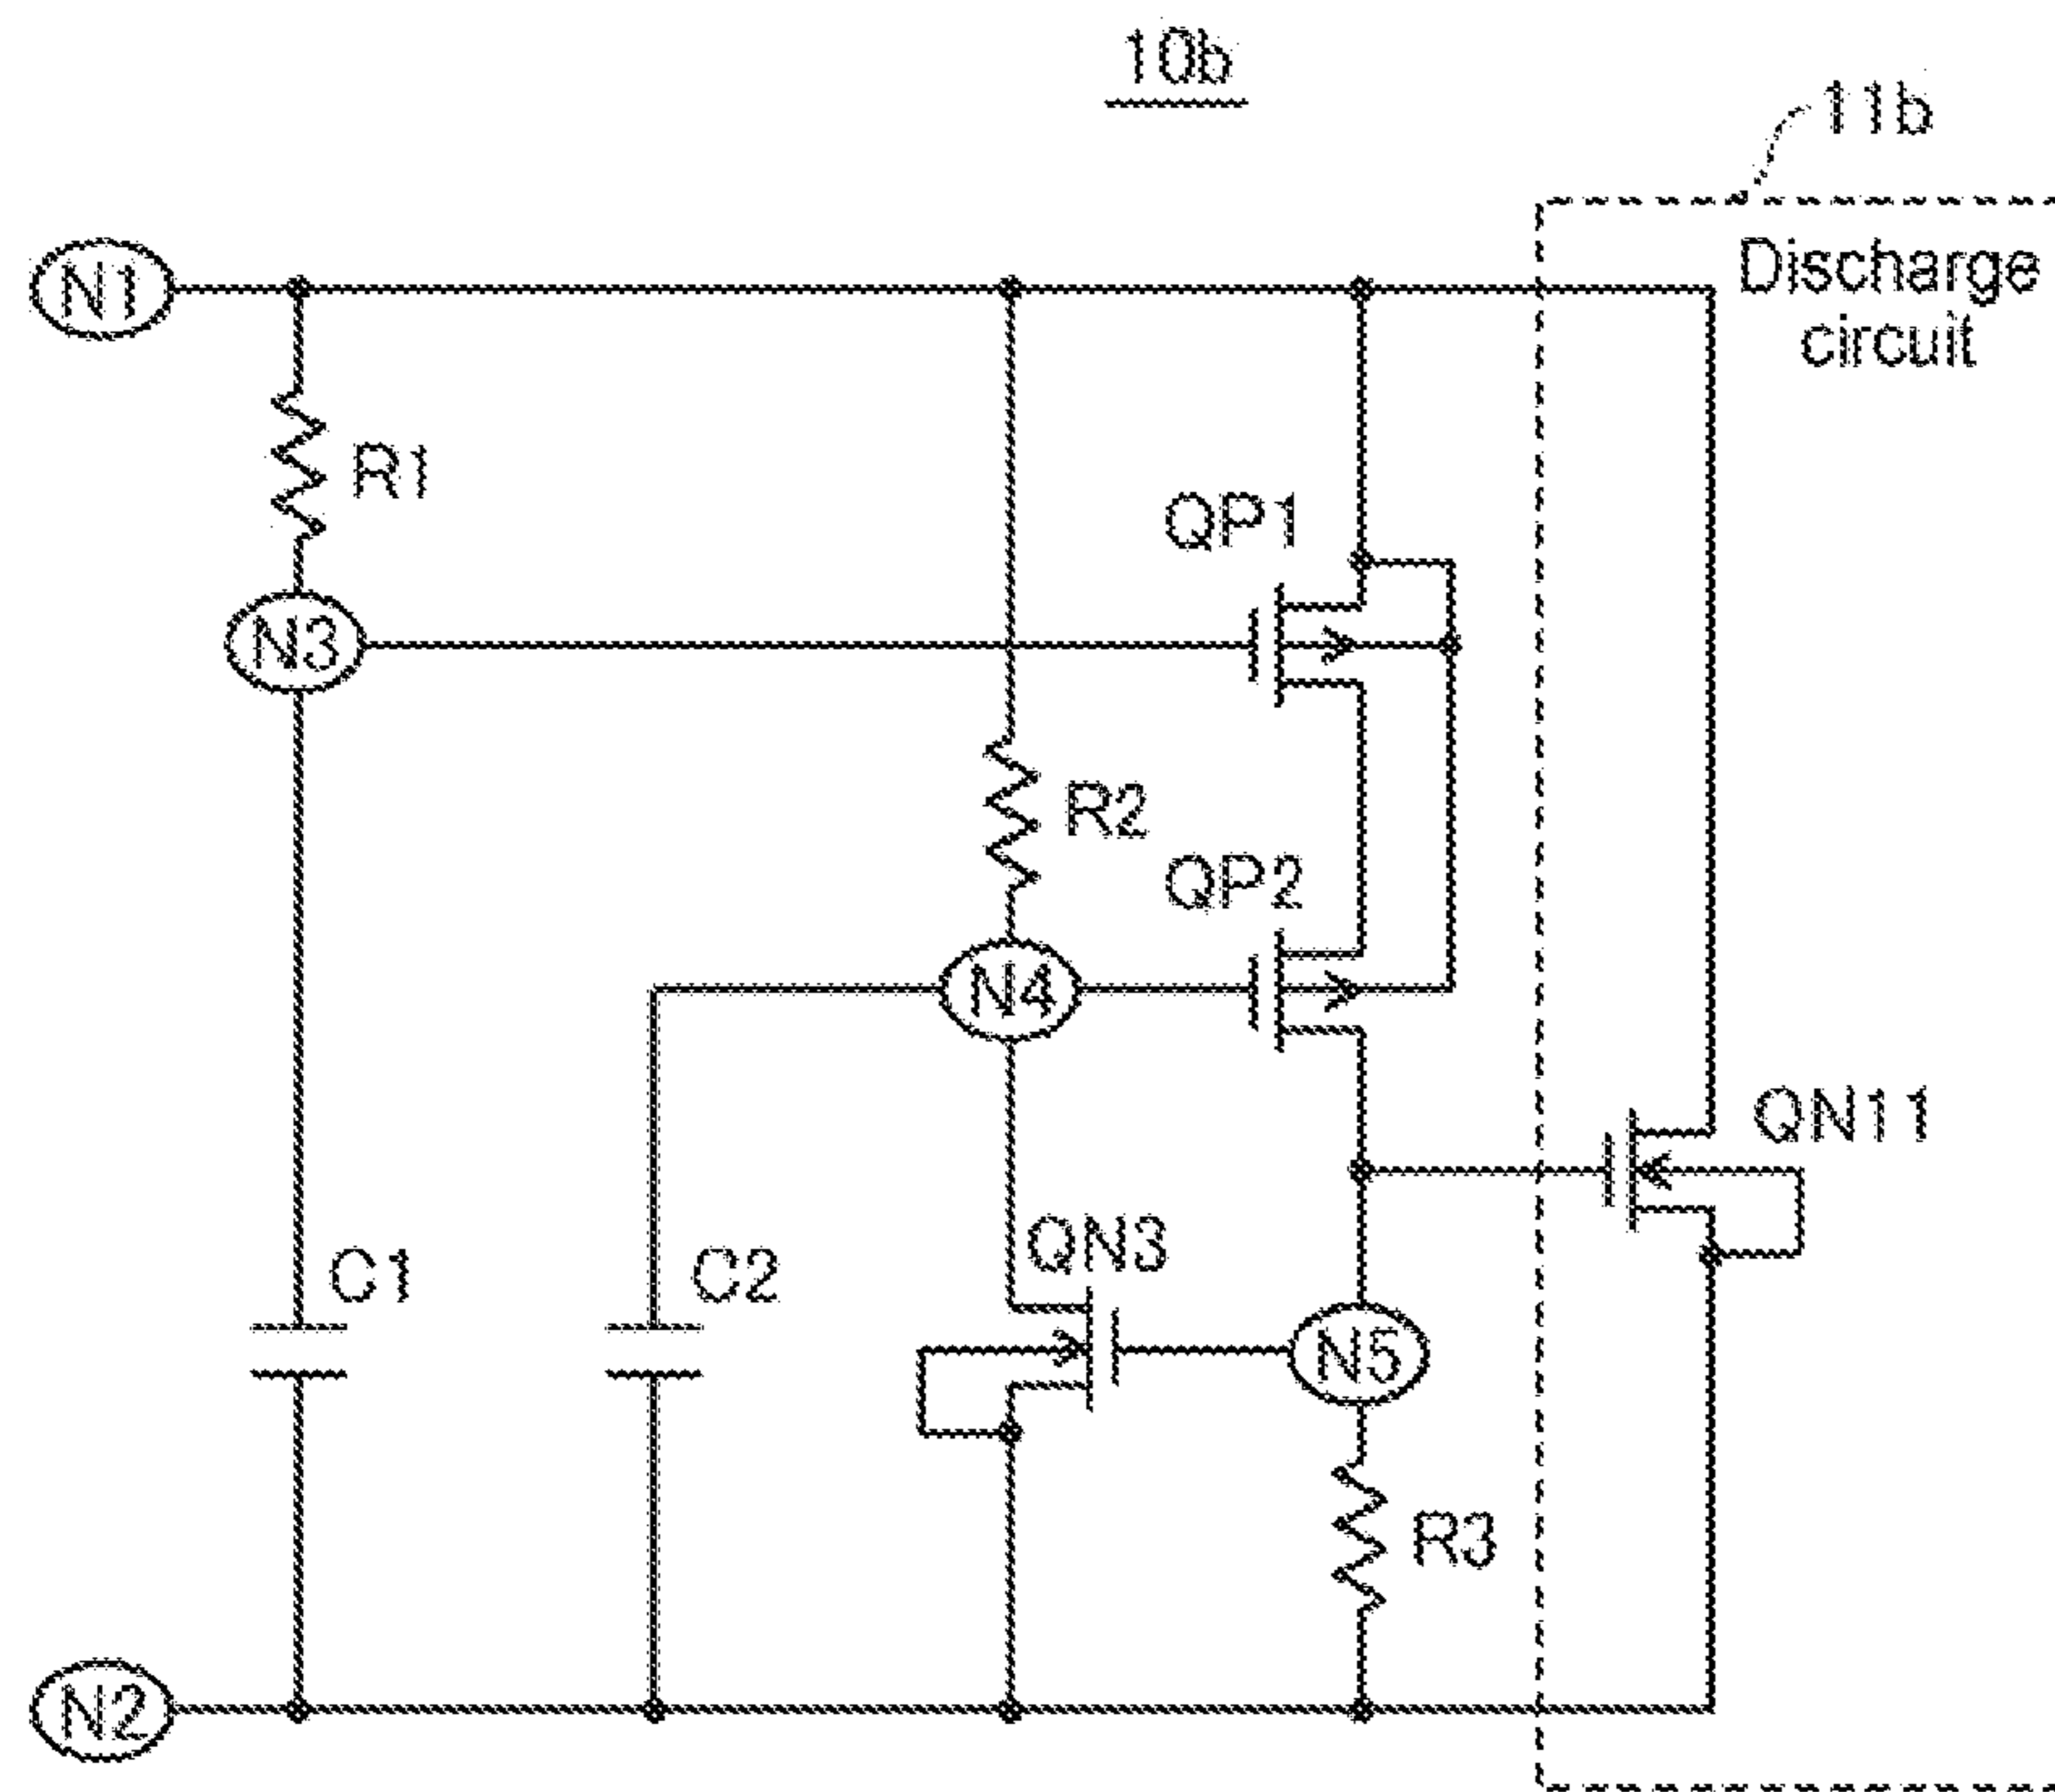 10b
11b
Discharge
circuit
N1
R1
QP1
N3
R2
QP2
N4
QN11
QN3
C1
C2
N5
R3
N2